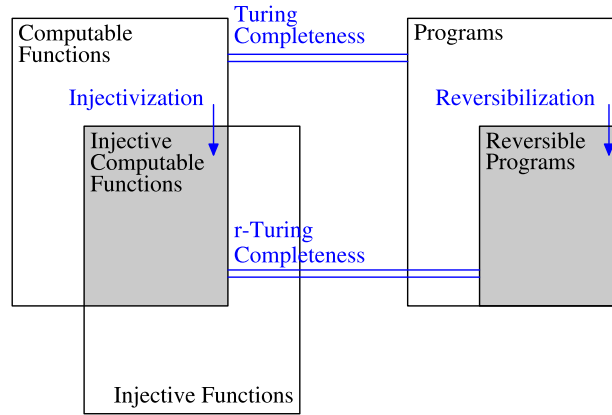 Computable
Functions
Turing
Completeness
Programs
Injectivization
Reversibilization
Injective
Computable
Functions
Reversible
Programs
r-Turing
Completeness
Injective Functions